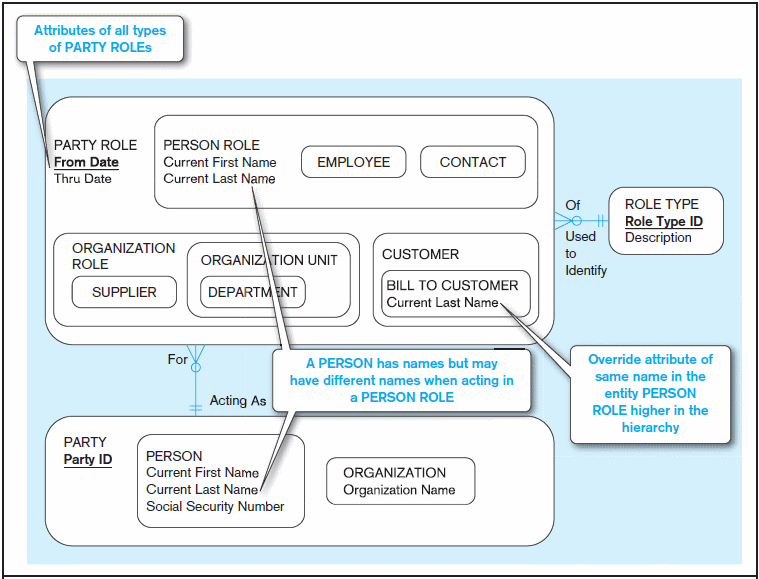 Attributes of all types
of PARTY ROLEs
PARTY ROLE
From Date
Thru Date
PERSON ROLE
Current First Name
Current Last Name
EMPLOYEE
CONTACT
Of
Used
to
Identify
ROLE TYPE
Role Type ID
Description
ORGANIZATION
ROLE
SUPPLIER
ORGANIZATION UNIT
DEPARTMENT
CUSTOMER
BILL TO CUSTOMER
Current Last Name
For
Acting As
A PERSON has names but may
have different names when acting in
a PERSON ROLE
Override attribute of
same name in the
entity PERSON
ROLE higher in the
hierarchy
PARTY
Party ID
PERSON
Current First Name
Current Last Name
Social Security Number
ORGANIZATION
Organization Name